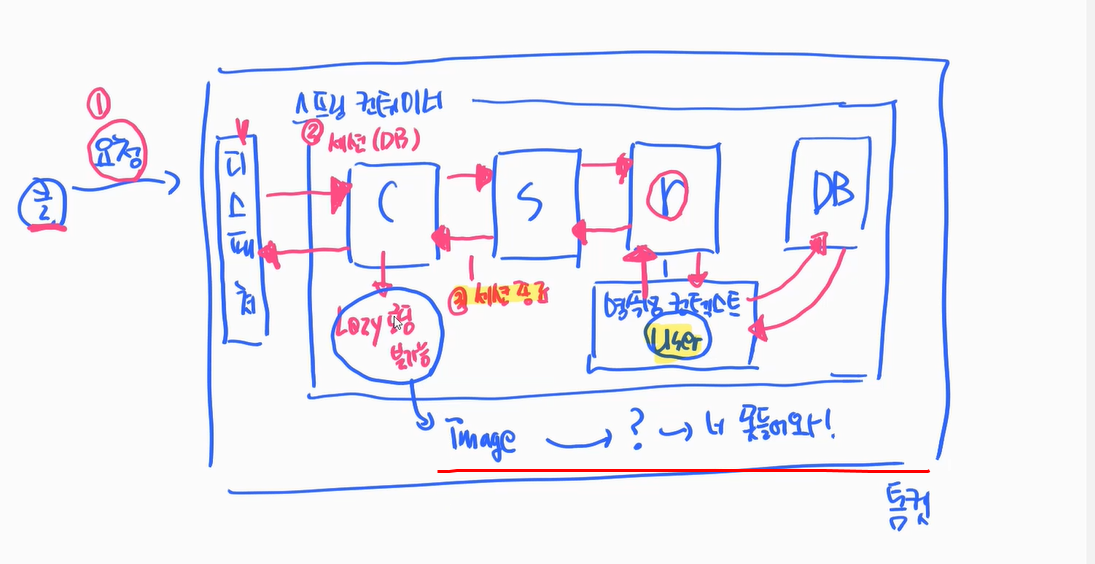 ①
요청
스프링 컨테이너
② 세션(DB)
디
스
패
쳐
C
S
r
DB
③ 세션 종료
영속성 컨텍스트
User
Lazy 로딩
불가능
Image → ? → 너 못들어와!
톰캣